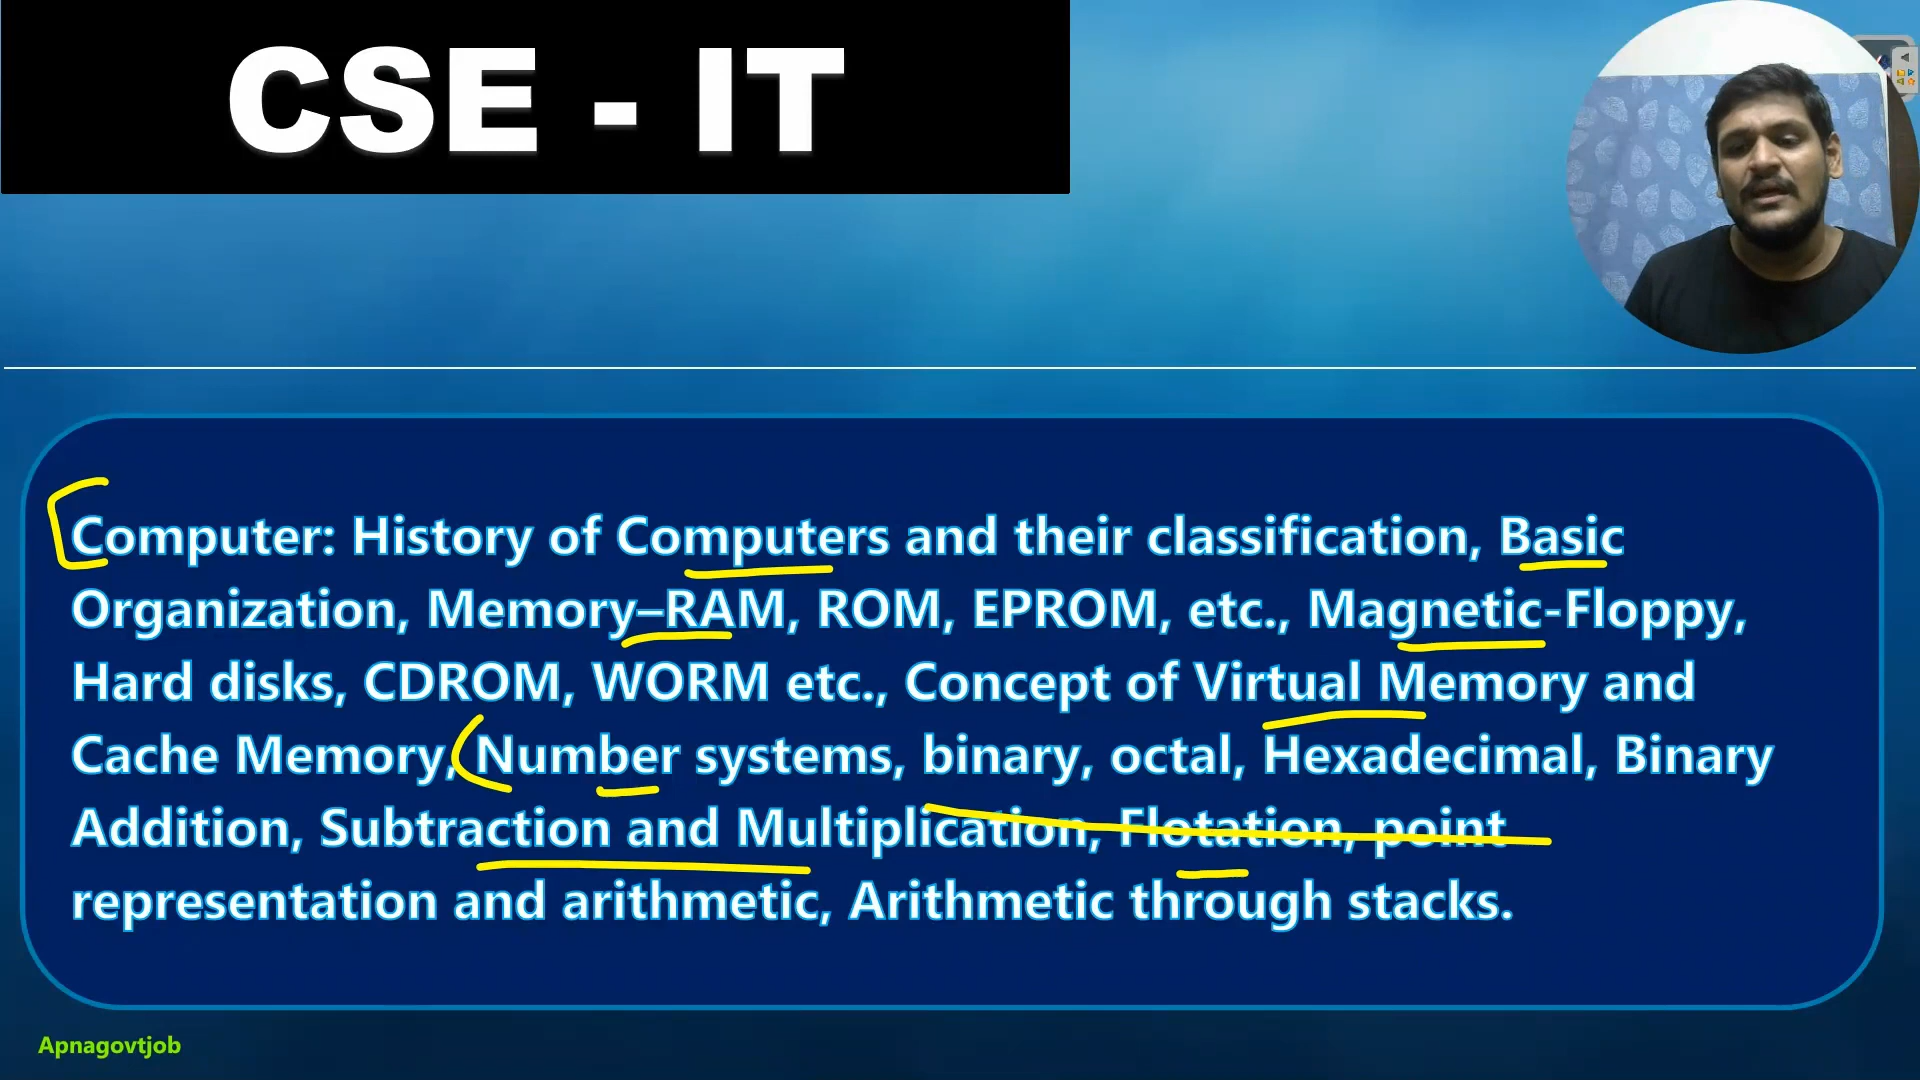 CSE - IT
Computer: History of Computers and their classification, Basic
Organization, Memory–RAM, ROM, EPROM, etc., Magnetic-Floppy,
Hard disks, CDROM, WORM etc., Concept of Virtual Memory and
Cache Memory, Number systems, binary, octal, Hexadecimal, Binary
Addition, Subtraction and Multiplication, Flotation, point
representation and arithmetic, Arithmetic through stacks.
Apnagovtjob